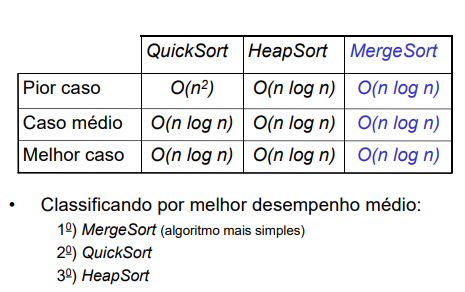 QuickSort HeapSort MergeSort
Pior caso O(n²) O(n log n) O(n log n)
Caso médio O(n log n) O(n log n) O(n log n)
Melhor caso O(n log n) O(n log n) O(n log n)
• Classificando por melhor desempenho médio:
1º) MergeSort (algoritmo mais simples)
2º) QuickSort
3º) HeapSort